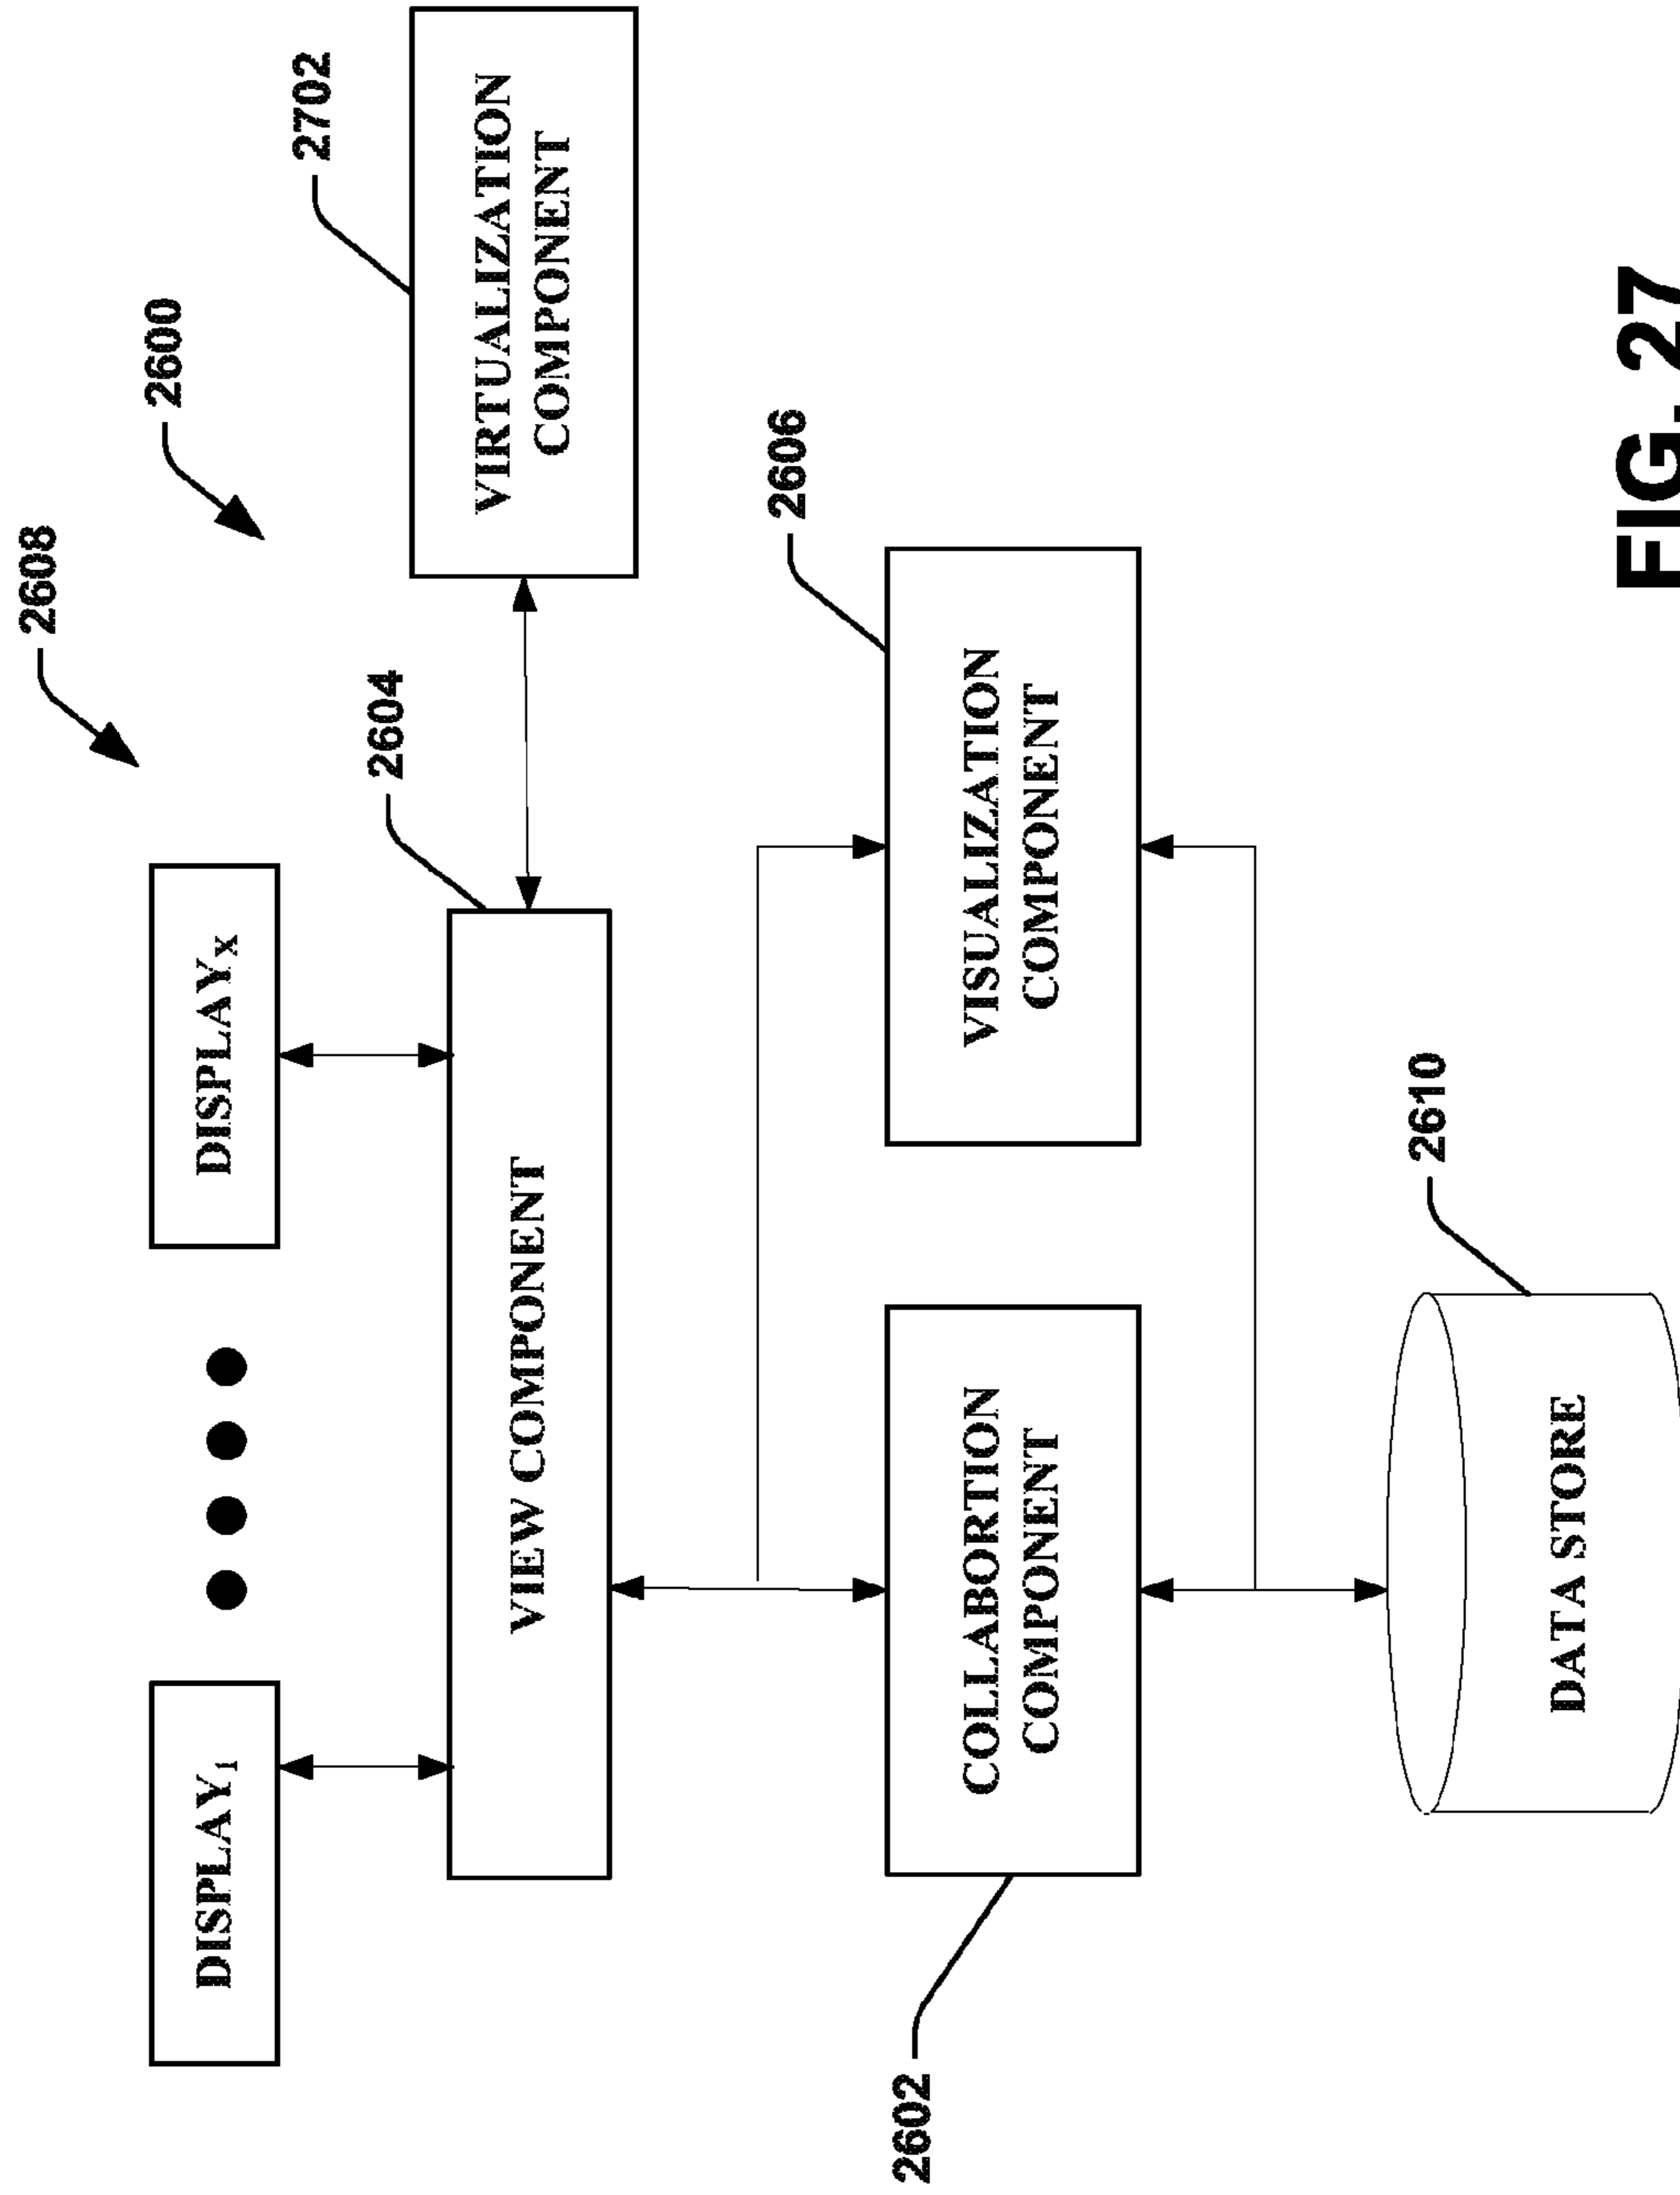 2608
2600
DISPLAY1
DISPLAYX
2604
2702
VIEW COMPONENT
VIRTUALIZATION
COMPONENT
2606
2602
COLLABORTION
COMPONENT
VISUALIZATION
COMPONENT
2610
DATA STORE
FIG. 27